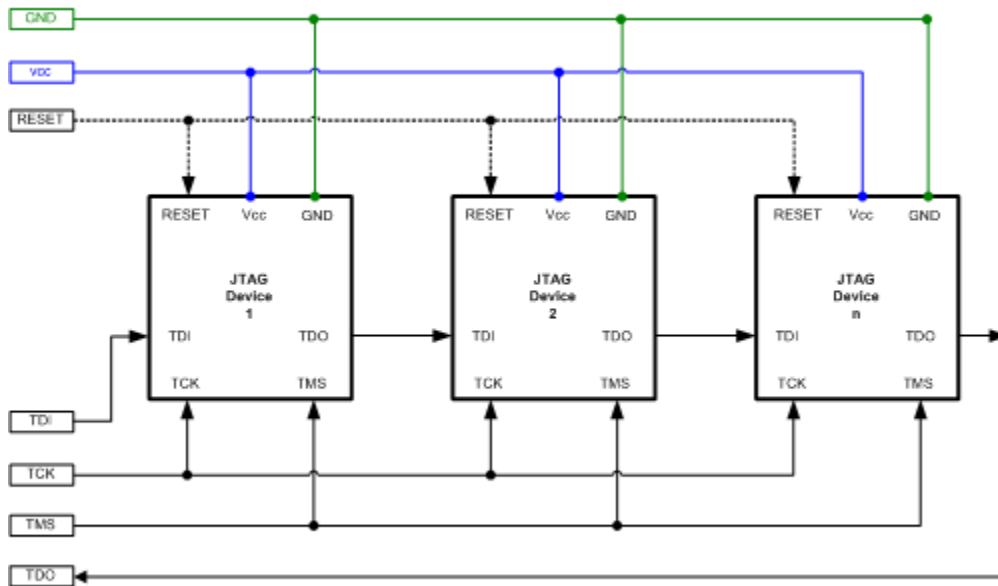 GND
vcc
RESET
RESET Vcc GND
JTAG
Device
1
TDI TDO
TCK TMS
RESET Vcc GND
JTAG
Device
2
TDI TDO
TCK TMS
RESET Vcc GND
JTAG
Device
n
TDI TDO
TCK TMS
TDI
TCK
TMS
TDO